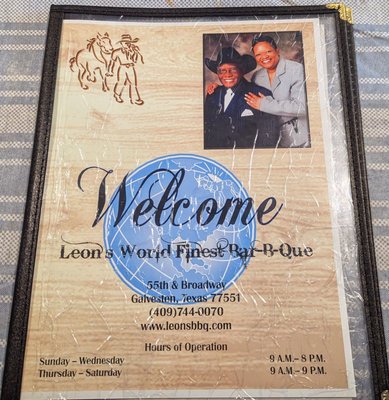 Welcome
Leon's World Finest Bar-B-Que
55th & Broadway
Galveston, Texas 77551
(409)744-0070
www.leonsbbq.com
Hours of Operation
Sunday – Wednesday 9 A.M.– 8 P.M.
Thursday – Saturday 9 A.M.– 9 P.M.